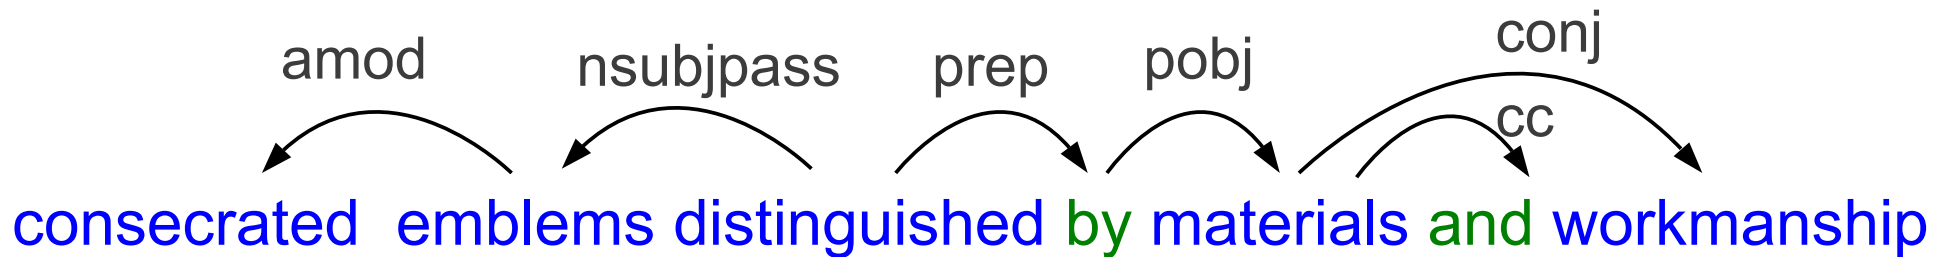 amod nsubjpass prep pobj conj
cc
consecrated emblems distinguished by materials and workmanship